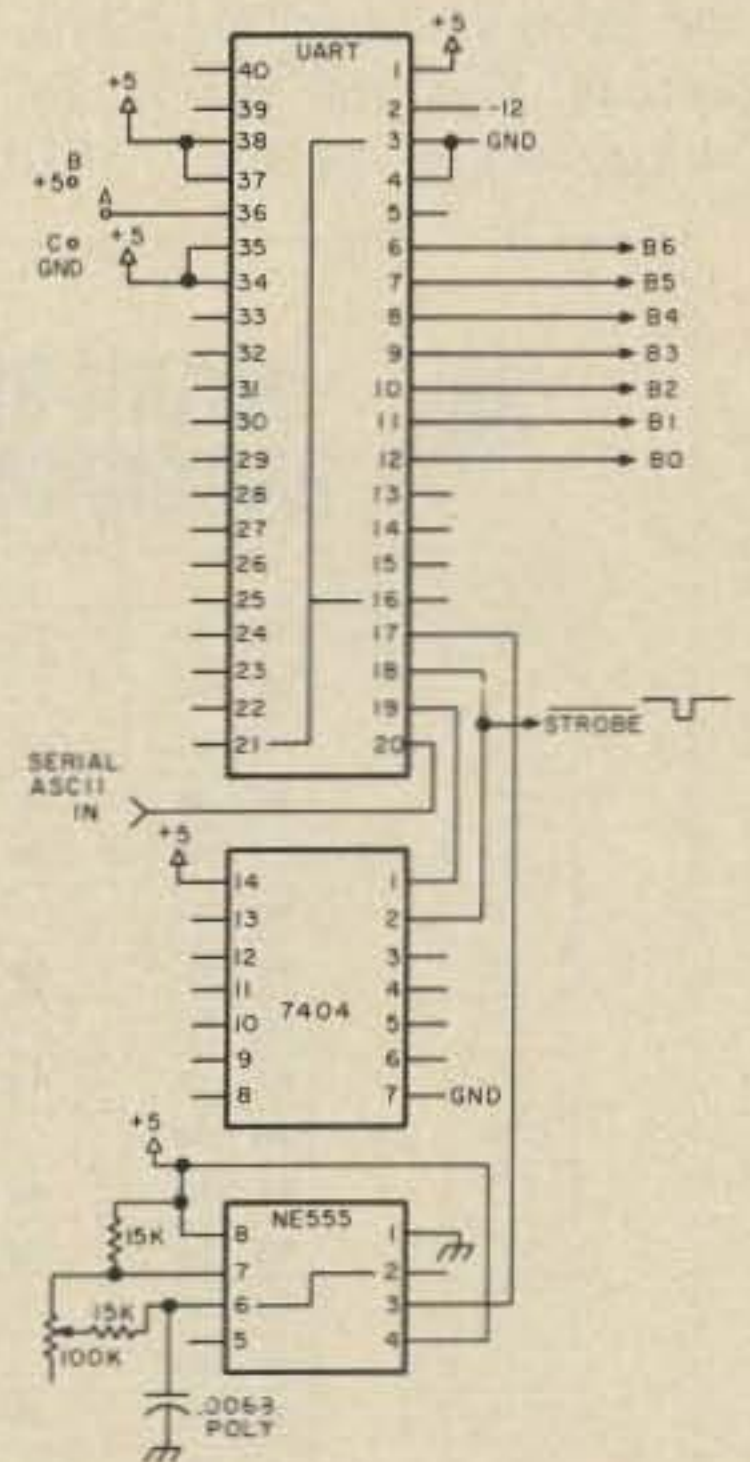 UART
+5
40 1
+5
39 2 -12
38 3 GND
37 4
B
+5
A
36 5
C
GND
+5
35 6 B6
34 7 B5
33 8 B4
32 9 B3
31 10 B2
30 11 B1
29 12 B0
28 13
27 14
26 15
25 16
24 17
23 18
22 19
STROBE
21 20
SERIAL
ASCII
IN
+5
14 1
13 2
12 3
11 4
7404
10 5
9 6
8 7 GND
+5
NE555
15K
8 1
7 2
15K
6 3
100K
5 4
POLY